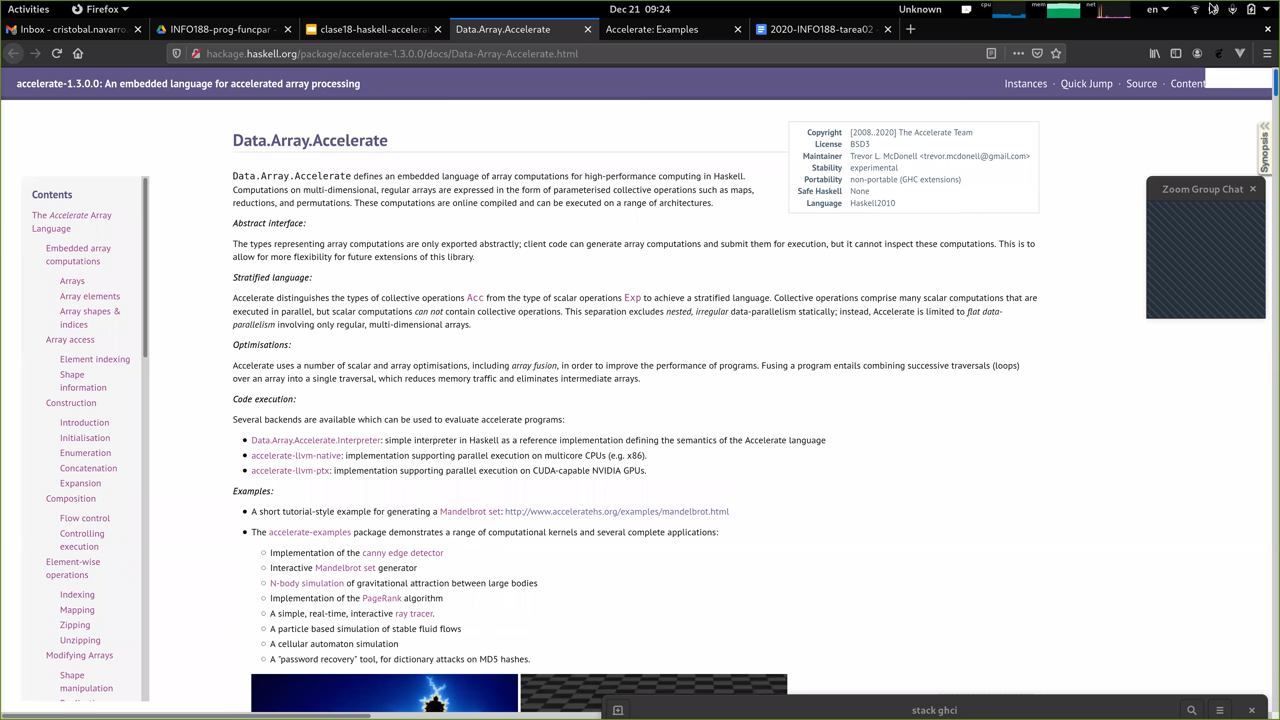 Activities
Firefox
Dec 21 09:24
Unknown
cpu
mem
net
en
Inbox - cristobal.navarro.
INFO188-prog-funcpar -
clase18-haskell-accelera
Data.Array.Accelerate
Accelerate: Examples
2020-INFO188-tarea02 -
hackage.haskell.org/package/accelerate-1.3.0.0/docs/Data-Array-Accelerate.html
accelerate-1.3.0.0: An embedded language for accelerated array processing
Instances · Quick Jump · Source · Content
Synopsis
Data.Array.Accelerate
Copyright [2008..2020] The Accelerate Team
License BSD3
Maintainer Trevor L. McDonell <trevor.mcdonell@gmail.com>
Stability experimental
Portability non-portable (GHC extensions)
Safe Haskell None
Language Haskell2010
Contents
The Accelerate Array
Language
Embedded array
computations
Arrays
Array elements
Array shapes &
indices
Array access
Element indexing
Shape
information
Construction
Introduction
Initialisation
Enumeration
Concatenation
Expansion
Composition
Flow control
Controlling
execution
Element-wise
operations
Indexing
Mapping
Zipping
Unzipping
Modifying Arrays
Shape
manipulation
Data.Array.Accelerate defines an embedded language of array computations for high-performance computing in Haskell.
Computations on multi-dimensional, regular arrays are expressed in the form of parameterised collective operations such as maps,
reductions, and permutations. These computations are online compiled and can be executed on a range of architectures.
Abstract interface:
The types representing array computations are only exported abstractly; client code can generate array computations and submit them for execution, but it cannot inspect these computations. This is to
allow for more flexibility for future extensions of this library.
Stratified language:
Accelerate distinguishes the types of collective operations Acc from the type of scalar operations Exp to achieve a stratified language. Collective operations comprise many scalar computations that are
executed in parallel, but scalar computations can not contain collective operations. This separation excludes nested, irregular data-parallelism statically; instead, Accelerate is limited to flat data-
parallelism involving only regular, multi-dimensional arrays.
Optimisations:
Accelerate uses a number of scalar and array optimisations, including array fusion, in order to improve the performance of programs. Fusing a program entails combining successive traversals (loops)
over an array into a single traversal, which reduces memory traffic and eliminates intermediate arrays.
Code execution:
Several backends are available which can be used to evaluate accelerate programs:
• Data.Array.Accelerate.Interpreter: simple interpreter in Haskell as a reference implementation defining the semantics of the Accelerate language
• accelerate-llvm-native: implementation supporting parallel execution on multicore CPUs (e.g. x86).
• accelerate-llvm-ptx: implementation supporting parallel execution on CUDA-capable NVIDIA GPUs.
Examples:
• A short tutorial-style example for generating a Mandelbrot set: http://www.acceleratehs.org/examples/mandelbrot.html
• The accelerate-examples package demonstrates a range of computational kernels and several complete applications:
○ Implementation of the canny edge detector
○ Interactive Mandelbrot set generator
○ N-body simulation of gravitational attraction between large bodies
○ Implementation of the PageRank algorithm
○ A simple, real-time, interactive ray tracer.
○ A particle based simulation of stable fluid flows
○ A cellular automaton simulation
○ A "password recovery" tool, for dictionary attacks on MD5 hashes.
Zoom Group Chat
stack ghci